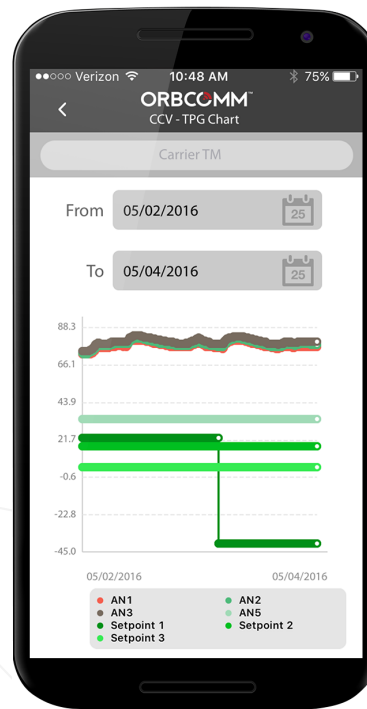 Verizon 10:48 AM 75%
ORBCOMM™
CCV - TPG Chart
Carrier TM
From 05/02/2016 25
To 05/04/2016 25
88.3
66.1
43.9
21.7
-0.6
-22.8
-45.0
05/02/2016 05/04/2016
AN1 AN2
AN3 AN5
Setpoint 1 Setpoint 2
Setpoint 3